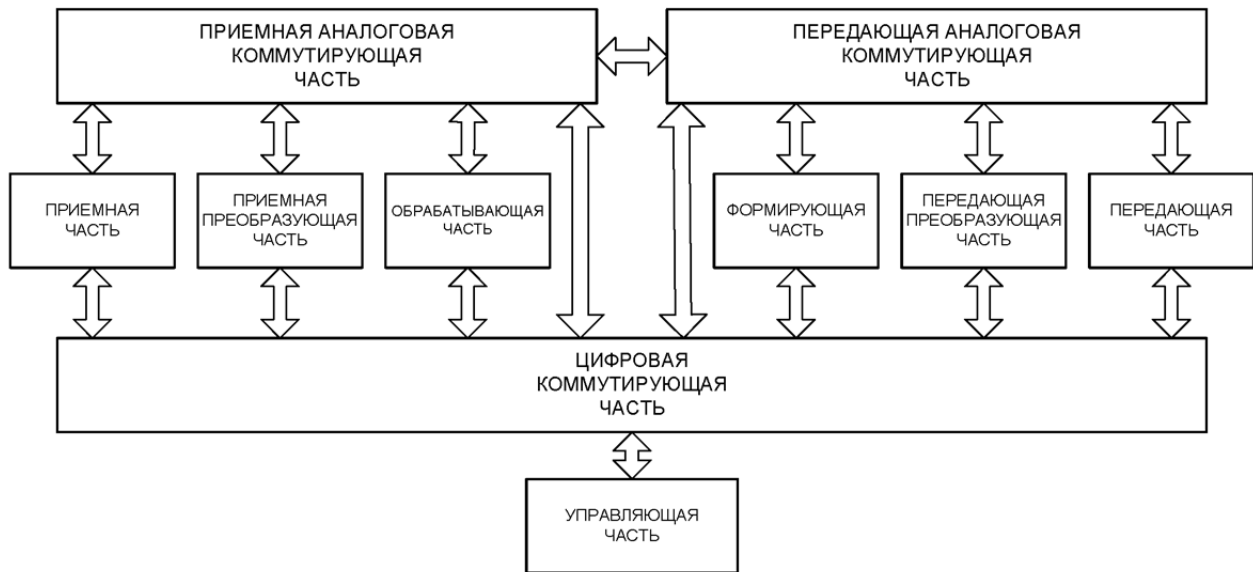 ПРИЕМНАЯ АНАЛОГОВАЯ
КОММУТИРУЮЩАЯ
ЧАСТЬ
ПЕРЕДАЮЩАЯ АНАЛОГОВАЯ
КОММУТИРУЮЩАЯ
ЧАСТЬ
ПРИЕМНАЯ
ЧАСТЬ
ПРИЕМНАЯ
ПРЕОБРАЗУЮЩАЯ
ЧАСТЬ
ОБРАБАТЫВАЮЩАЯ
ЧАСТЬ
ФОРМИРУЮЩАЯ
ЧАСТЬ
ПЕРЕДАЮЩАЯ
ПРЕОБРАЗУЮЩАЯ
ЧАСТЬ
ПЕРЕДАЮЩАЯ
ЧАСТЬ
ЦИФРОВАЯ
КОММУТИРУЮЩАЯ
ЧАСТЬ
УПРАВЛЯЮЩАЯ
ЧАСТЬ